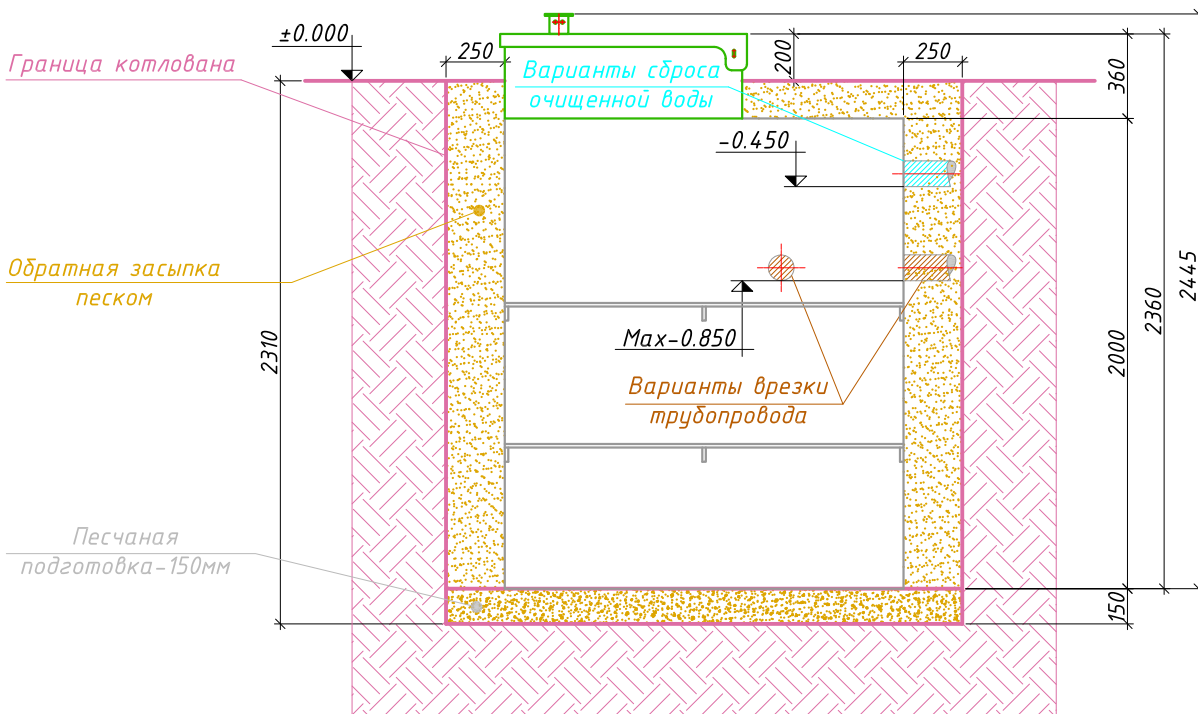 ±0.000
Граница котлована
250
Варианты сброса
очищенной воды
200
250
360
-0.450
Обратная засыпка
песком
2445
2360
2310
Max-0.850
2000
Варианты врезки
трубопровода
Песчаная
подготовка-150мм
150